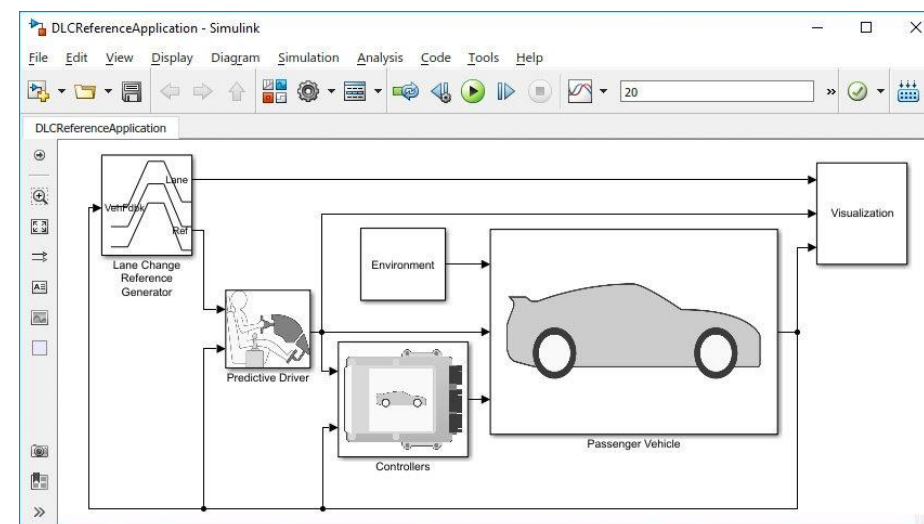 DLCReferenceApplication - Simulink
File Edit View Display Diagram Simulation Analysis Code Tools Help
20
»
DLCReferenceApplication
Lane
VehFdbk
Ref
Lane Change
Reference
Generator
Environment
Visualization
Predictive Driver
Controllers
Passenger Vehicle
»